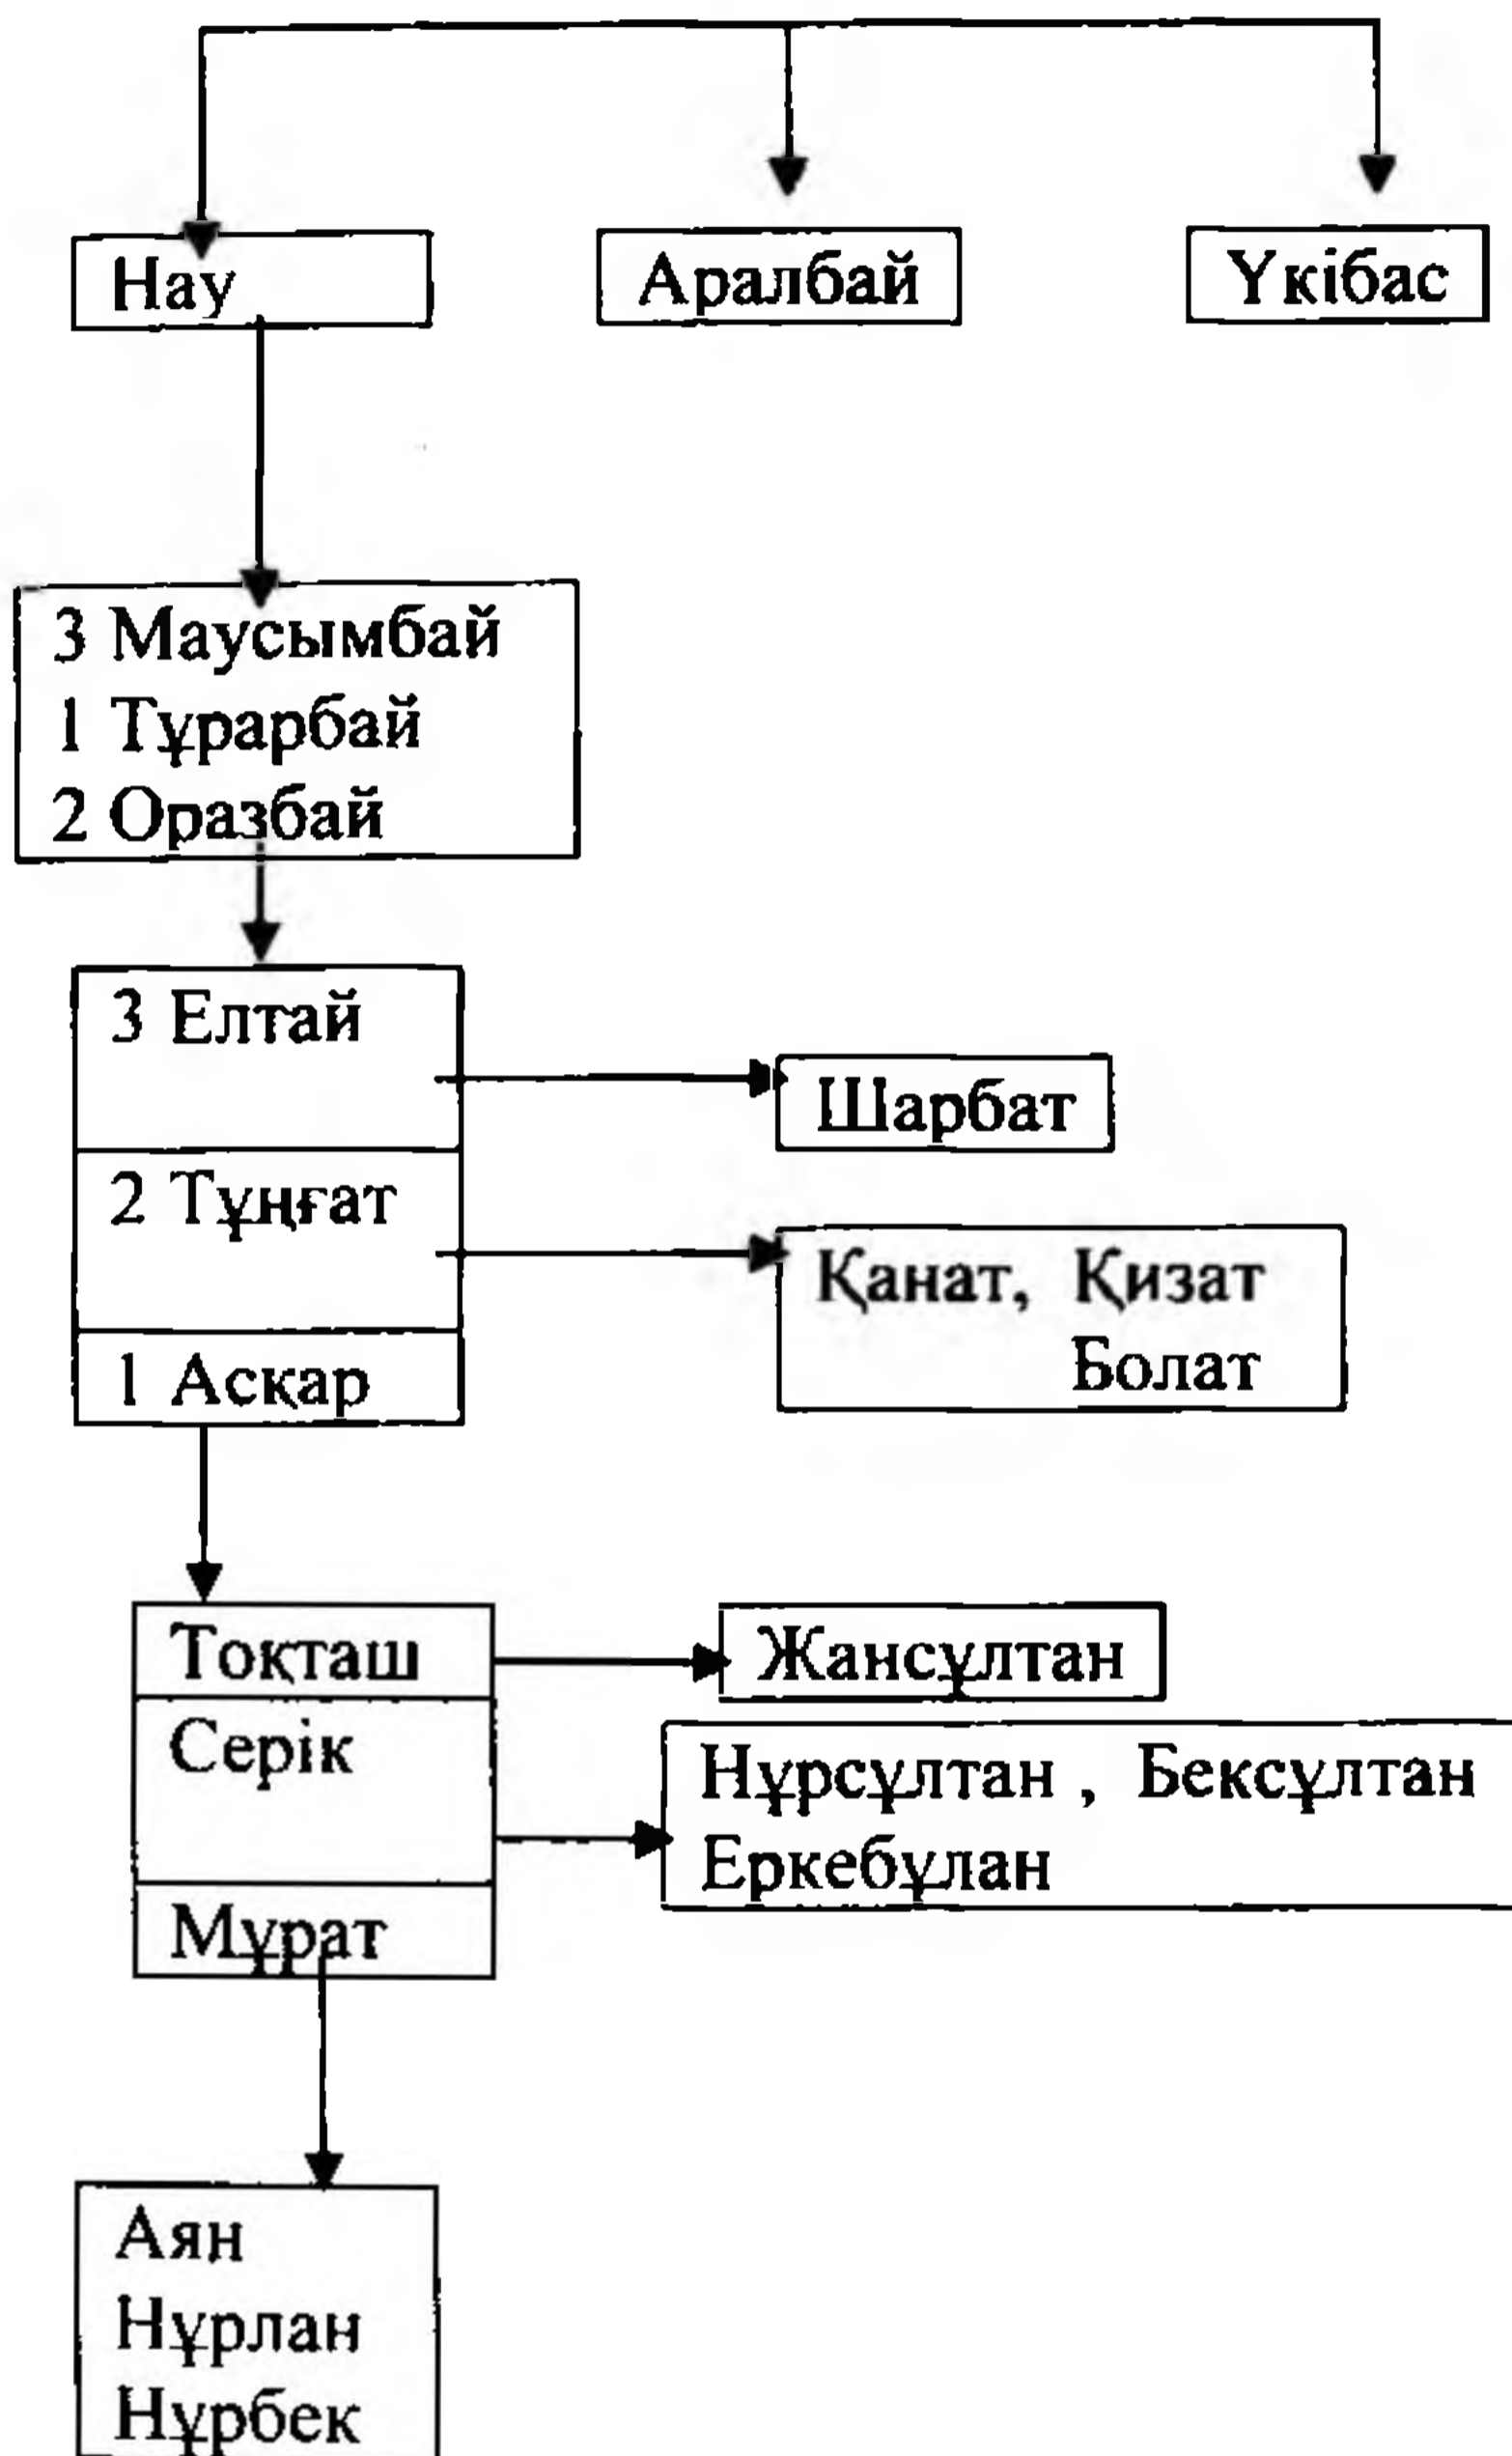 Нау
Аралбай
Үкібас
3 Маусымбай
1 Тұрарбай
2 Оразбай
3 Елтай
Шарбат
2 Тұңғат
Қанат, Қизат
Болат
1 Асқар
Тоқташ
Жансұлтан
Серік
Нұрсұлтан , Бексұлтан
Еркебұлан
Мұрат
Аян
Нұрлан
Нұрбек